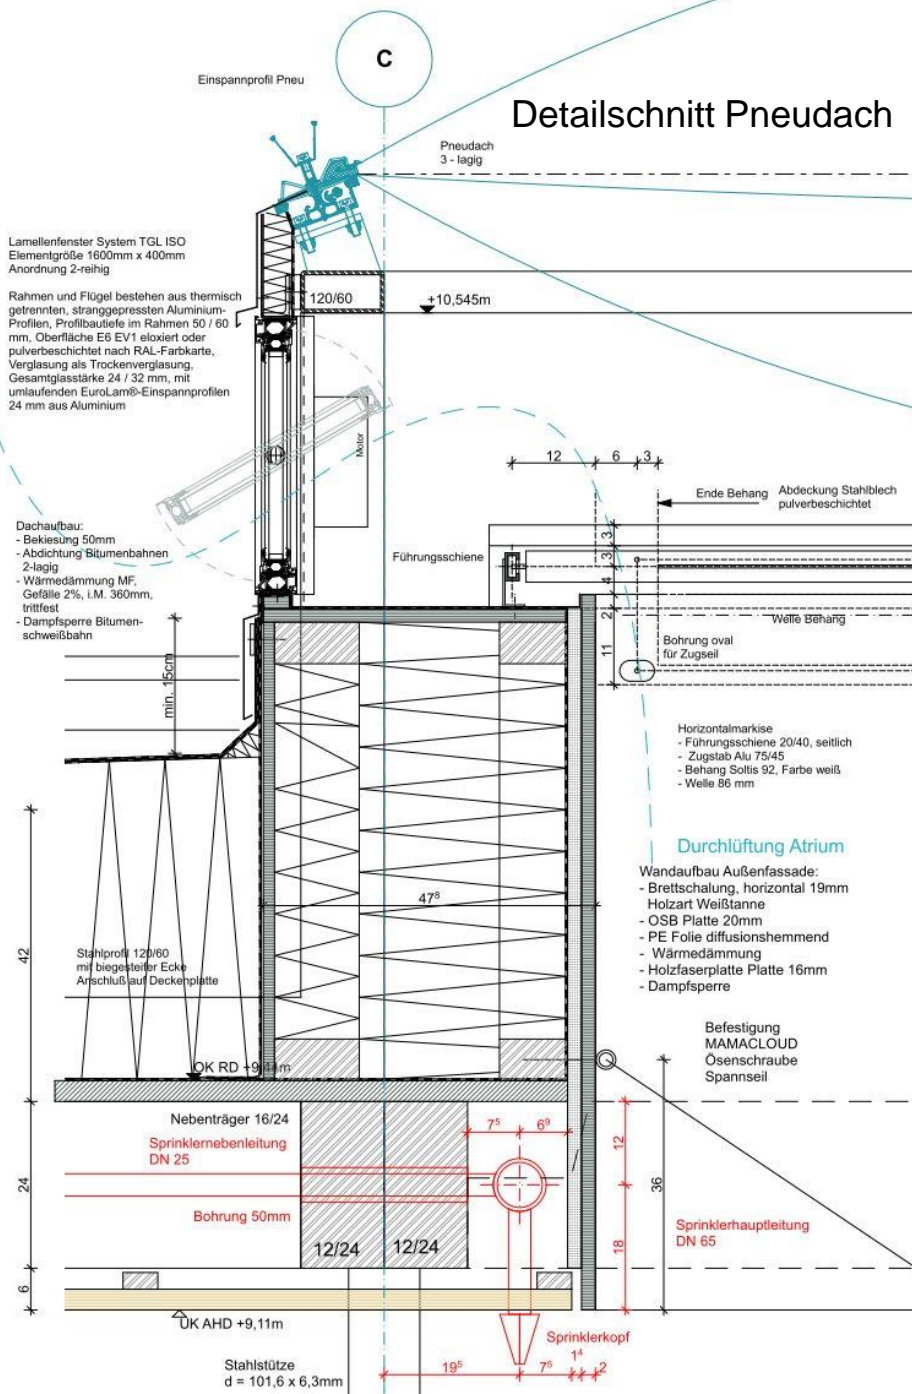 C
Einspannprofil Pneu
Detailschnitt Pneudach
Pneudach
3 - lagig
Lamellenfenster System TGL ISO
Elementgröße 1600mm x 400mm
Anordnung 2-reihig
Rahmen und Flügel bestehen aus thermisch
getrennten, stranggepressten Aluminium-
Profilen, Profilbautiefe im Rahmen 50 / 60
mm, Oberfläche E6 EV1 eloxiert oder
pulverbeschichtet nach RAL-Farbkarte,
Verglasung als Trockenverglasung,
Gesamtglasstärke 24 / 32 mm, mit
umlaufenden EuroLam®-Einspannprofilen
24 mm aus Aluminium
120/60
+10,545m
Motor
12
6
3
Ende Behang
Abdeckung Stahlblech
pulverbeschichtet
Dachaufbau:
- Bekiesung 50mm
- Abdichtung Bitumenbahnen
2-lagig
- Wärmedämmung MF,
Gefälle 2%, i.M. 360mm,
trittfest
- Dampfsperre Bitumen-
schweißbahn
Führungsschiene
3
3
4
2
11
Welle Behang
Bohrung oval
für Zugseil
min. 15cm
Horizontalmarkise
- Führungsschiene 20/40, seitlich
- Zugstab Alu 75/45
- Behang Soltis 92, Farbe weiß
- Welle 86 mm
Durchlüftung Atrium
Wandaufbau Außenfassade:
- Brettschalung, horizontal 19mm
Holzart Weißtanne
- OSB Platte 20mm
- PE Folie diffusionshemmend
- Wärmedämmung
- Holzfaserplatte Platte 16mm
- Dampfsperre
47⁸
42
Stahlprofil 120/60
mit biegesteifer Ecke
Anschluß auf Deckenplatte
Befestigung
MAMACLOUD
Ösenschraube
Spannseil
OK RD
Nebenträger 16/24
Sprinklernebenleitung
DN 25
7⁵
6⁹
12
36
24
Bohrung 50mm
Sprinklerhauptleitung
DN 65
18
12/24
12/24
6
UK AHD +9,11m
Sprinklerkopf
Stahlstütze
d = 101,6 x 6,3mm
19⁵
7⁵
1⁴
2